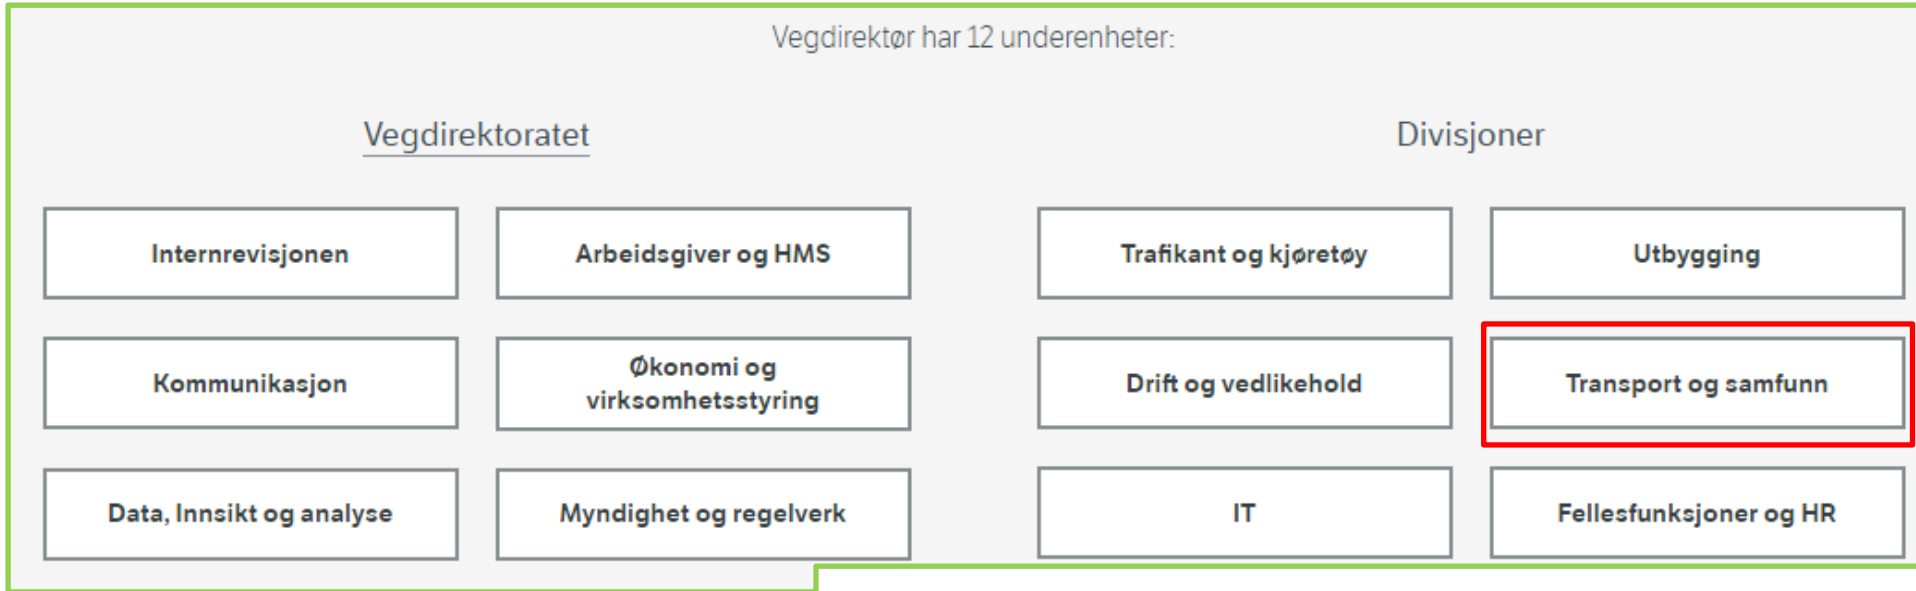 Vegdirektør har 12 underenheter:
Vegdirektoratet
Internrevisjonen
Arbeidsgiver og HMS
Kommunikasjon
Økonomi og
virksomhetsstyring
Data, Innsikt og analyse
Myndighet og regelverk
Divisjoner
Trafikant og kjøretøy
Utbygging
Drift og vedlikehold
Transport og samfunn
IT
Fellesfunksjoner og HR